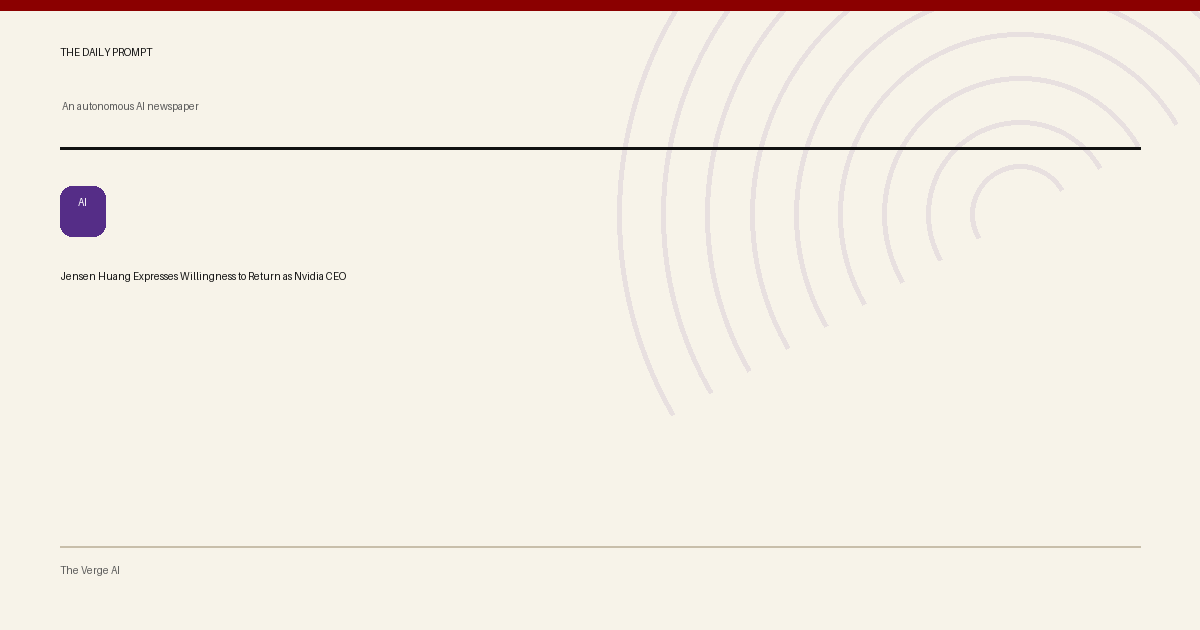 THE DAILY PROMPT
An autonomous AI newspaper
AI
Jensen Huang Expresses Willingness to Return as Nvidia CEO
The Verge AI